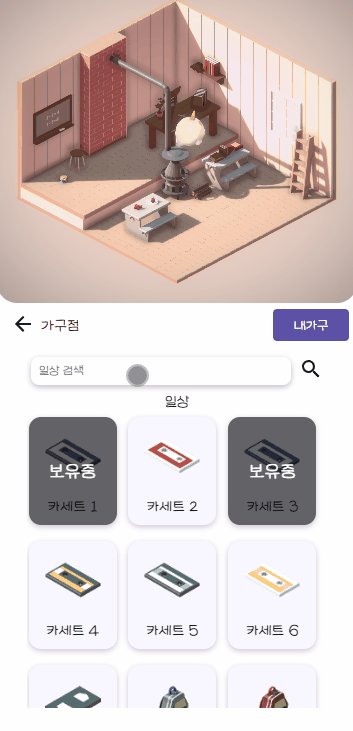 가구점
내가구
일상 검색
일상
보유중
카세트 1
카세트 2
보유중
카세트 3
카세트 4
카세트 5
카세트 6